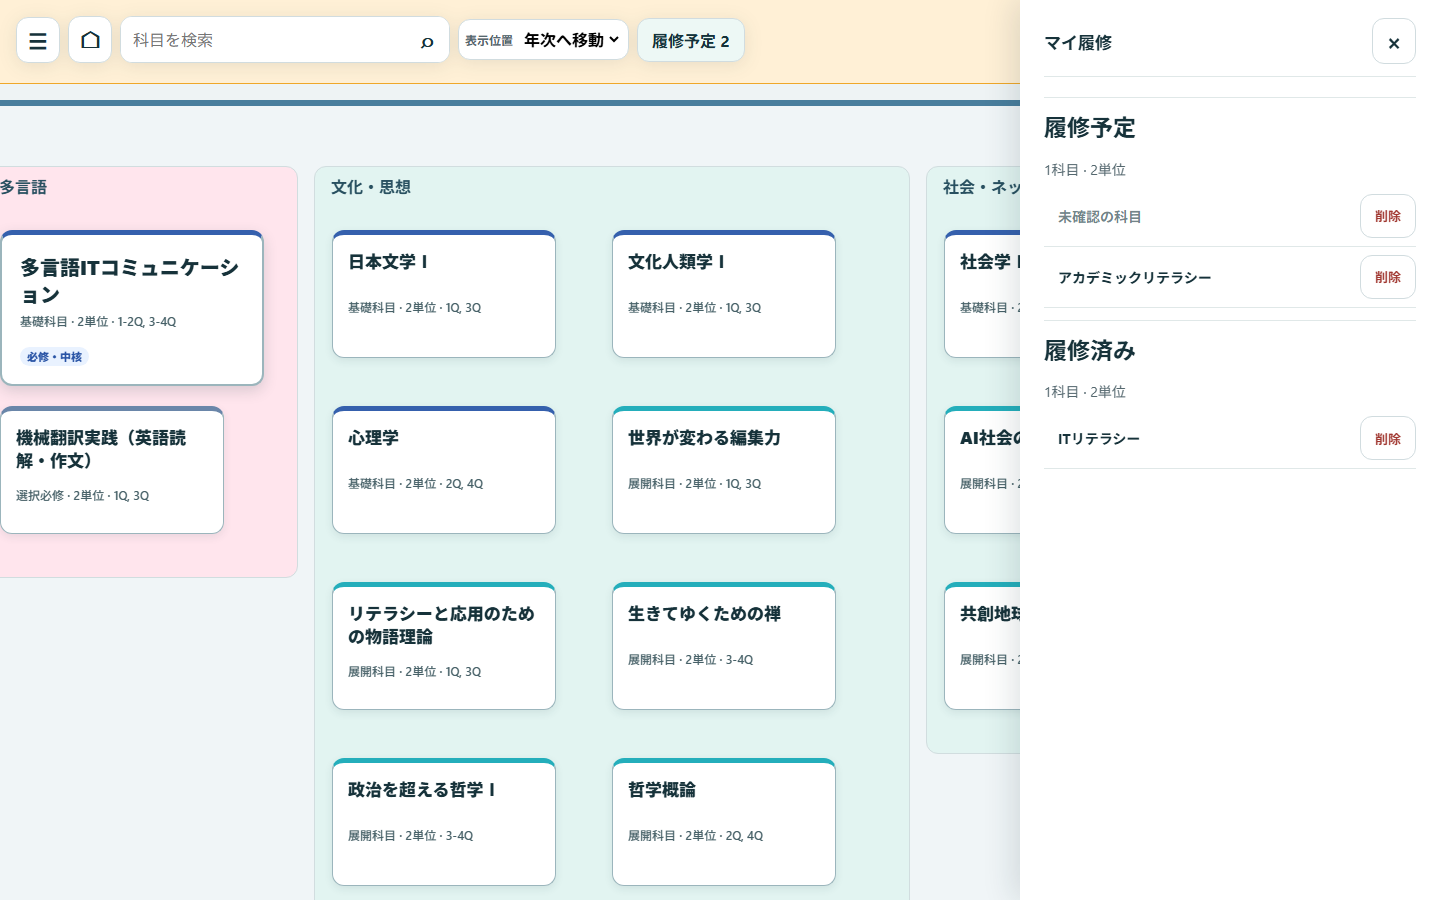 科目を検索
表示位置 年次へ移動
履修予定 2
多言語
多言語ITコミュニケーシ
ョン
基礎科目 · 2単位 · 1-2Q, 3-4Q
必修・中核
機械翻訳実践（英語読
解・作文）
選択必修 · 2単位 · 1Q, 3Q
文化・思想
日本文学 I
基礎科目 · 2単位 · 1Q, 3Q
文化人類学 I
基礎科目 · 2単位 · 1Q, 3Q
心理学
基礎科目 · 2単位 · 2Q, 4Q
世界が変わる編集力
展開科目 · 2単位 · 1Q, 3Q
リテラシーと応用のため
の物語理論
展開科目 · 2単位 · 1Q, 3Q
生きてゆくための禅
展開科目 · 2単位 · 3-4Q
政治を超える哲学 I
展開科目 · 2単位 · 3-4Q
哲学概論
展開科目 · 2単位 · 2Q, 4Q
社会・ネッ
社会学
基礎科目 · 2
AI社会の
展開科目 · 2
共創地球
展開科目 · 2
マイ履修
×
履修予定
1科目 · 2単位
未確認の科目
削除
アカデミックリテラシー
削除
履修済み
1科目 · 2単位
ITリテラシー
削除